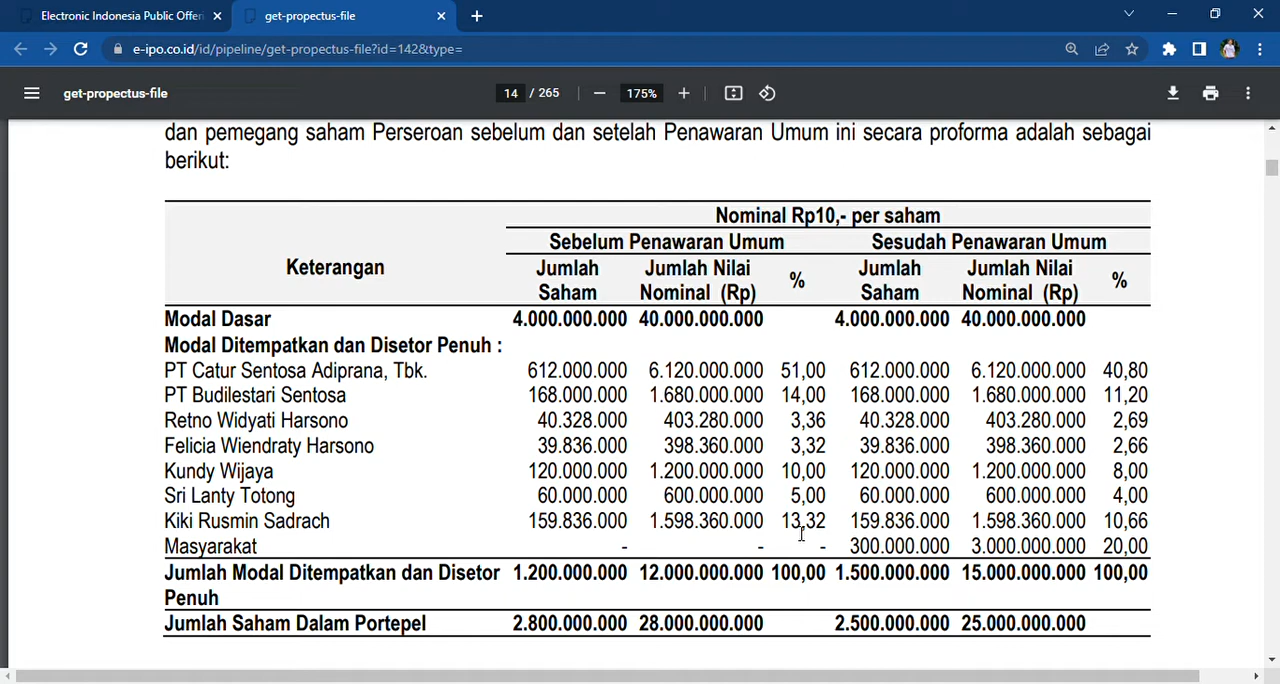 Electronic Indonesia Public Offeri
get-propectus-file
e-ipo.co.id/id/pipeline/get-propectus-file?id=142&type=
get-propectus-file
14 / 265
175%
dan pemegang saham Perseroan sebelum dan setelah Penawaran Umum ini secara proforma adalah sebagai
berikut:
Nominal Rp10,- per saham
Sebelum Penawaran Umum Sesudah Penawaran Umum
Keterangan Jumlah Saham Jumlah Nilai Nominal (Rp) % Jumlah Saham Jumlah Nilai Nominal (Rp) %
Modal Dasar 4.000.000.000 40.000.000.000 4.000.000.000 40.000.000.000
Modal Ditempatkan dan Disetor Penuh :
PT Catur Sentosa Adiprana, Tbk. 612.000.000 6.120.000.000 51,00 612.000.000 6.120.000.000 40,80
PT Budilestari Sentosa 168.000.000 1.680.000.000 14,00 168.000.000 1.680.000.000 11,20
Retno Widyati Harsono 40.328.000 403.280.000 3,36 40.328.000 403.280.000 2,69
Felicia Wiendraty Harsono 39.836.000 398.360.000 3,32 39.836.000 398.360.000 2,66
Kundy Wijaya 120.000.000 1.200.000.000 10,00 120.000.000 1.200.000.000 8,00
Sri Lanty Totong 60.000.000 600.000.000 5,00 60.000.000 600.000.000 4,00
Kiki Rusmin Sadrach 159.836.000 1.598.360.000 13,32 159.836.000 1.598.360.000 10,66
Masyarakat - - - 300.000.000 3.000.000.000 20,00
Jumlah Modal Ditempatkan dan Disetor 1.200.000.000 12.000.000.000 100,00 1.500.000.000 15.000.000.000 100,00
Penuh
Jumlah Saham Dalam Portepel 2.800.000.000 28.000.000.000 2.500.000.000 25.000.000.000